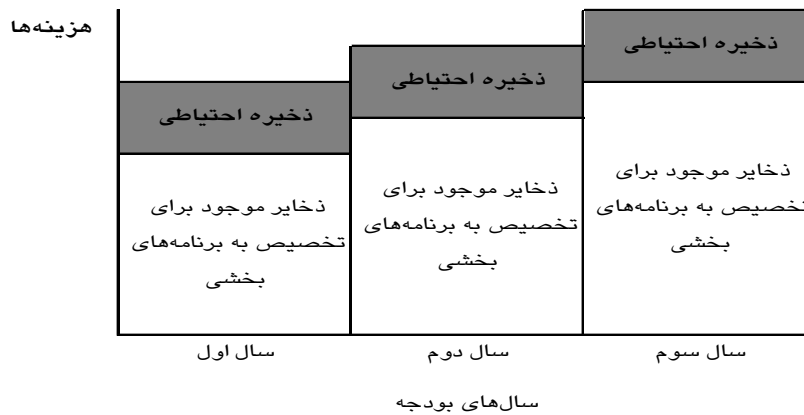 هزینه‌ها
ذخیره احتیاطی
ذخایر موجود برای
تخصیص به برنامه‌های
بخشی
ذخیره احتیاطی
ذخایر موجود برای
تخصیص به برنامه‌های
بخشی
ذخیره احتیاطی
ذخایر موجود برای
تخصیص به برنامه‌های
بخشی
سال اول
سال دوم
سال سوم
سال‌های بودجه